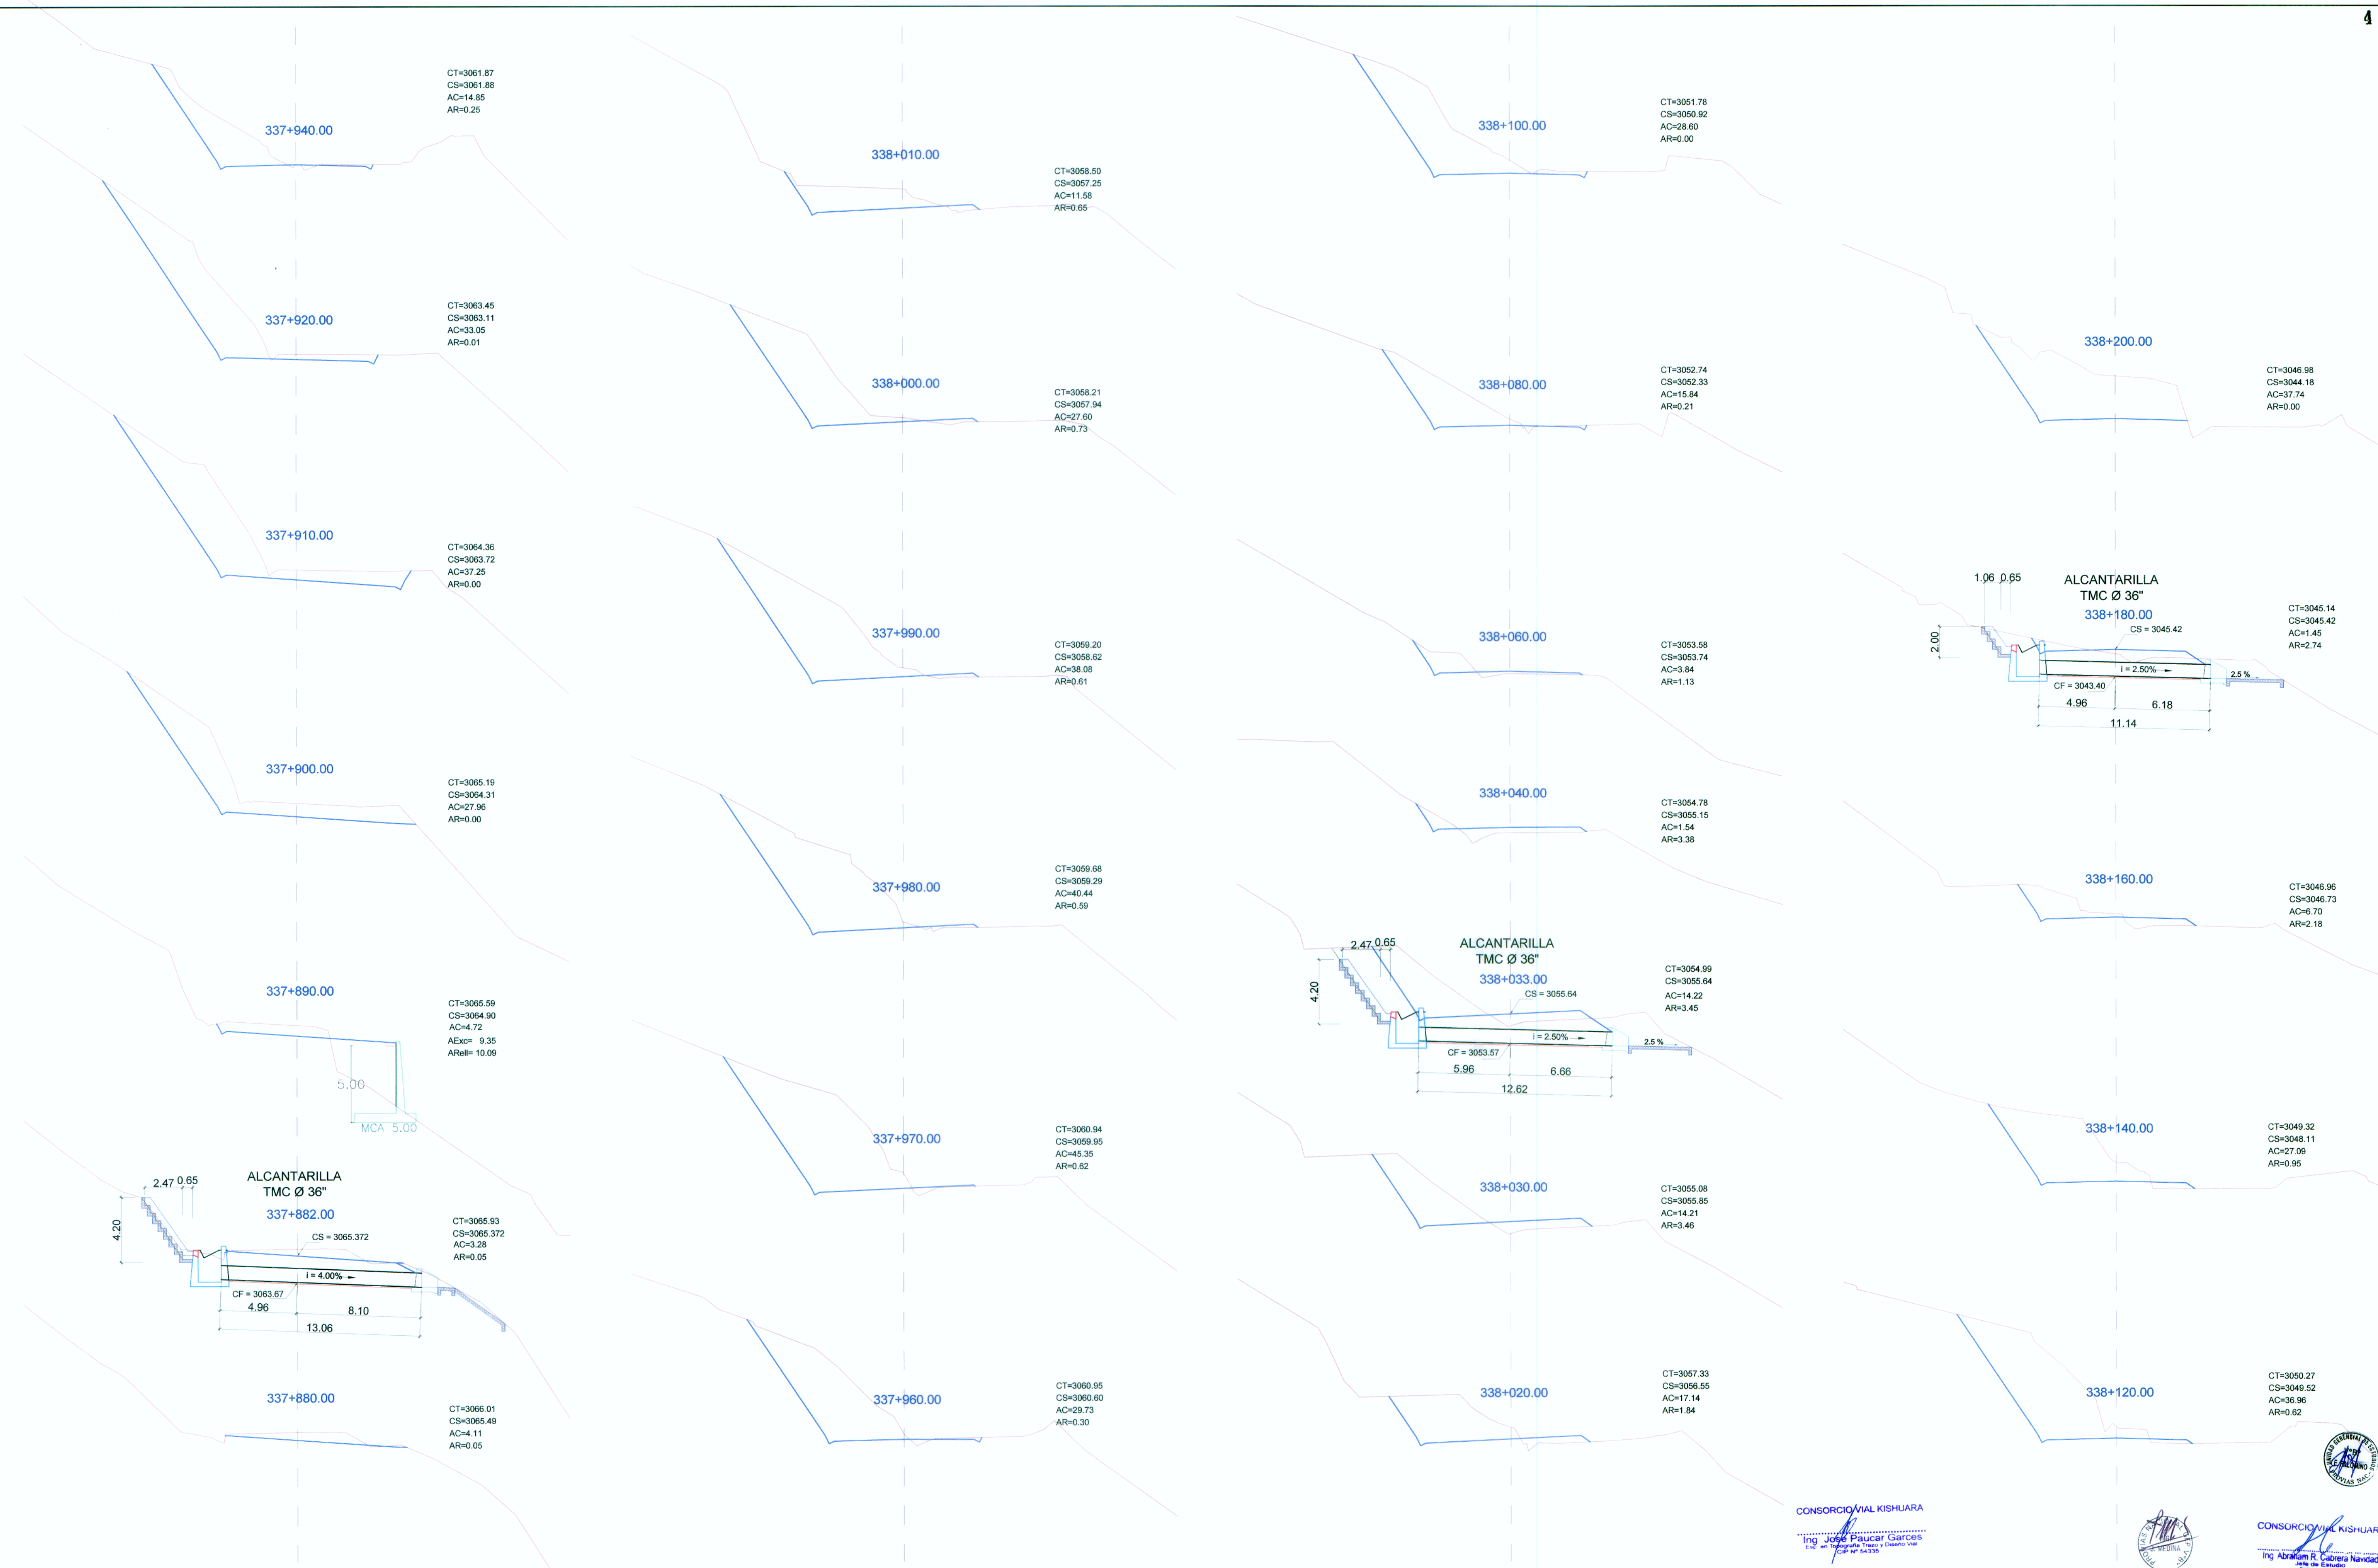 4
337+940.00
CT=3061.87
CS=3061.88
AC=14.85
AR=0.25
337+920.00
CT=3063.45
CS=3063.11
AC=33.05
AR=0.01
337+910.00
CT=3064.36
CS=3063.72
AC=37.25
AR=0.00
337+900.00
CT=3065.19
CS=3064.31
AC=27.96
AR=0.00
337+890.00
CT=3065.59
CS=3064.90
AC=4.72
AExc= 9.35
ARell= 10.09
5.00
MCA 5.00
ALCANTARILLA
TMC Ø 36"
337+882.00
2.47 0.65
4.20
CS = 3065.372
i = 4.00%
CF = 3063.67
4.96
8.10
13.06
CT=3065.93
CS=3065.372
AC=3.28
AR=0.05
337+880.00
CT=3066.01
CS=3065.49
AC=4.11
AR=0.05
338+010.00
CT=3058.50
CS=3057.25
AC=11.58
AR=0.65
338+000.00
CT=3058.21
CS=3057.94
AC=27.60
AR=0.73
337+990.00
CT=3059.20
CS=3058.62
AC=38.08
AR=0.61
337+980.00
CT=3059.68
CS=3059.29
AC=40.44
AR=0.59
337+970.00
CT=3060.94
CS=3059.95
AC=45.35
AR=0.62
337+960.00
CT=3060.95
CS=3060.60
AC=29.73
AR=0.30
338+100.00
CT=3051.78
CS=3050.92
AC=28.60
AR=0.00
338+080.00
CT=3052.74
CS=3052.33
AC=15.84
AR=0.21
338+060.00
CT=3053.58
CS=3053.74
AC=3.84
AR=1.13
338+040.00
CT=3054.78
CS=3055.15
AC=1.54
AR=3.38
ALCANTARILLA
TMC Ø 36"
338+033.00
2.47 0.65
4.20
CS = 3055.64
i = 2.50%
2.5 %
CF = 3053.57
5.96
6.66
12.62
CT=3054.99
CS=3055.64
AC=14.22
AR=3.45
338+030.00
CT=3055.08
CS=3055.85
AC=14.21
AR=3.46
338+020.00
CT=3057.33
CS=3056.55
AC=17.14
AR=1.84
338+200.00
CT=3046.98
CS=3044.18
AC=37.74
AR=0.00
ALCANTARILLA
TMC Ø 36"
338+180.00
1.06 0.65
2.00
CS = 3045.42
i = 2.50%
2.5 %
CF = 3043.40
4.96
6.18
11.14
CT=3045.14
CS=3045.42
AC=1.45
AR=2.74
338+160.00
CT=3046.96
CS=3046.73
AC=6.70
AR=2.18
338+140.00
CT=3049.32
CS=3048.11
AC=27.09
AR=0.95
338+120.00
CT=3050.27
CS=3049.52
AC=36.96
AR=0.62
CONSORCIO VIAL KISHUARA
Ing José Paucar Garces
Esp. en Topografía Trazo y Diseño Vial
CIP Nº 54335
MEDINA
CONSORCIO VIAL KISHUAR
Ing Abraham R. Cabrera
Jefe de Estudio